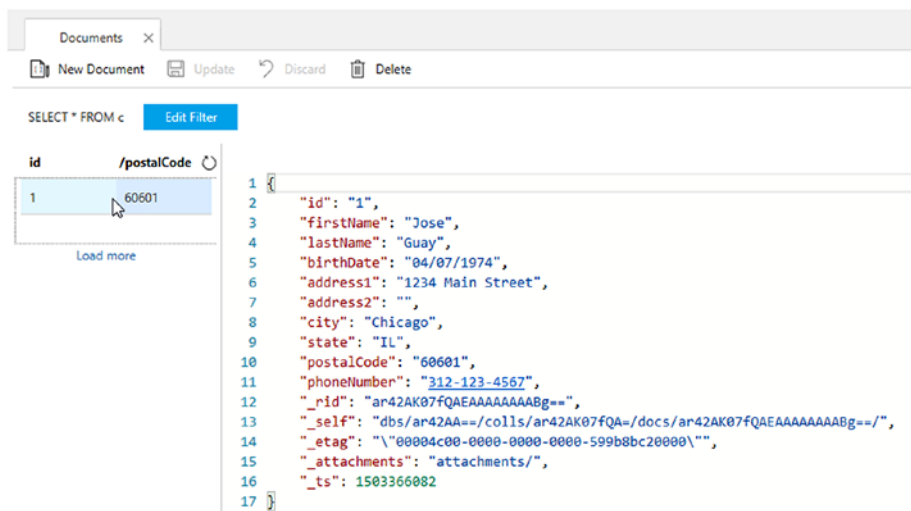 Documents
New Document Update Discard Delete
SELECT * FROM c Edit Filter
id /postalCode
1 60601
Load more
1 {
2 "id": "1",
3 "firstName": "Jose",
4 "lastName": "Guay",
5 "birthDate": "04/07/1974",
6 "address1": "1234 Main Street",
7 "address2": "",
8 "city": "Chicago",
9 "state": "IL",
10 "postalCode": "60601",
11 "phoneNumber": "312-123-4567",
12 "_rid": "ar42AK07fQAEAAAAAAAABg==",
13 "_self": "dbs/ar42AA==/colls/ar42AK07fQA=/docs/ar42AK07fQAEAAAAAAAABg==/",
14 "_etag": "\"00004c00-0000-0000-0000-599b8bc20000\"",
15 "_attachments": "attachments/",
16 "_ts": 1503366082
17 }